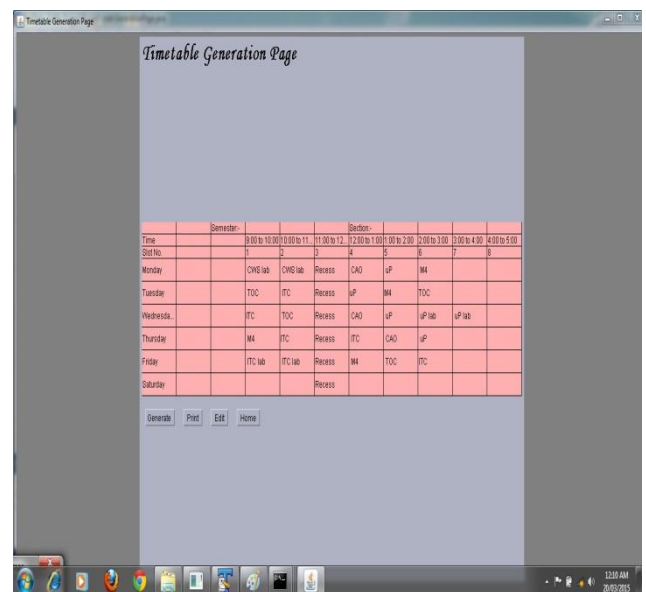 Timetable Generation Page
Timetable Generation Page
Semester:- Section:-
Time 9:00 to 10:00 10:00 to 11... 11:00 to 12... 12:00 to 1:00 1:00 to 2:00 2:00 to 3:00 3:00 to 4:00 4:00 to 5:00
Slot No. 1 2 3 4 5 6 7 8
Monday CWS lab CWS lab Recess CAO uP M4
Tuesday TOC ITC Recess uP M4 TOC
Wednesda... ITC TOC Recess CAO uP uP lab uP lab
Thursday M4 ITC Recess ITC CAO uP
Friday ITC lab ITC lab Recess M4 TOC ITC
Saturday Recess
Generate Print Edit Home
12:10 AM
20/03/2015